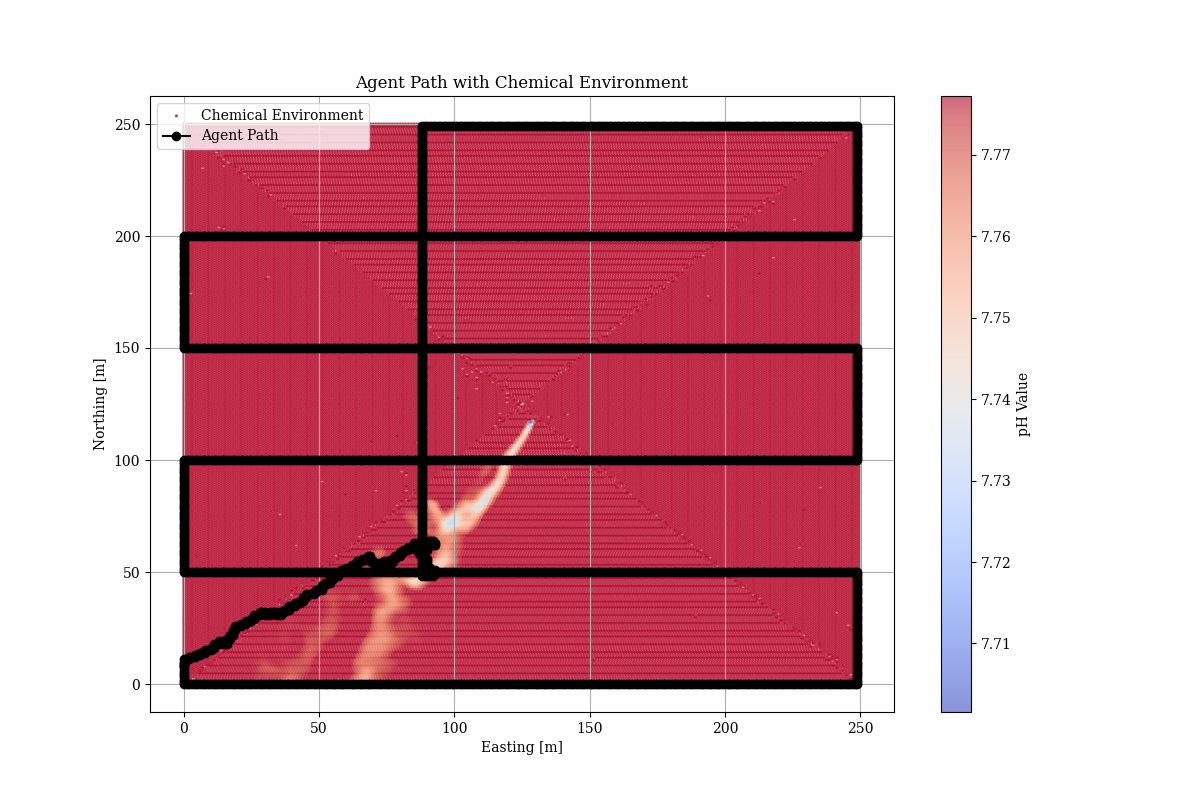 Agent Path with Chemical Environment
Chemical Environment
Agent Path
250
200
150
100
50
0
Northing [m]
0 50 100 150 200 250
Easting [m]
7.77
7.76
7.75
7.74
7.73
7.72
7.71
pH Value